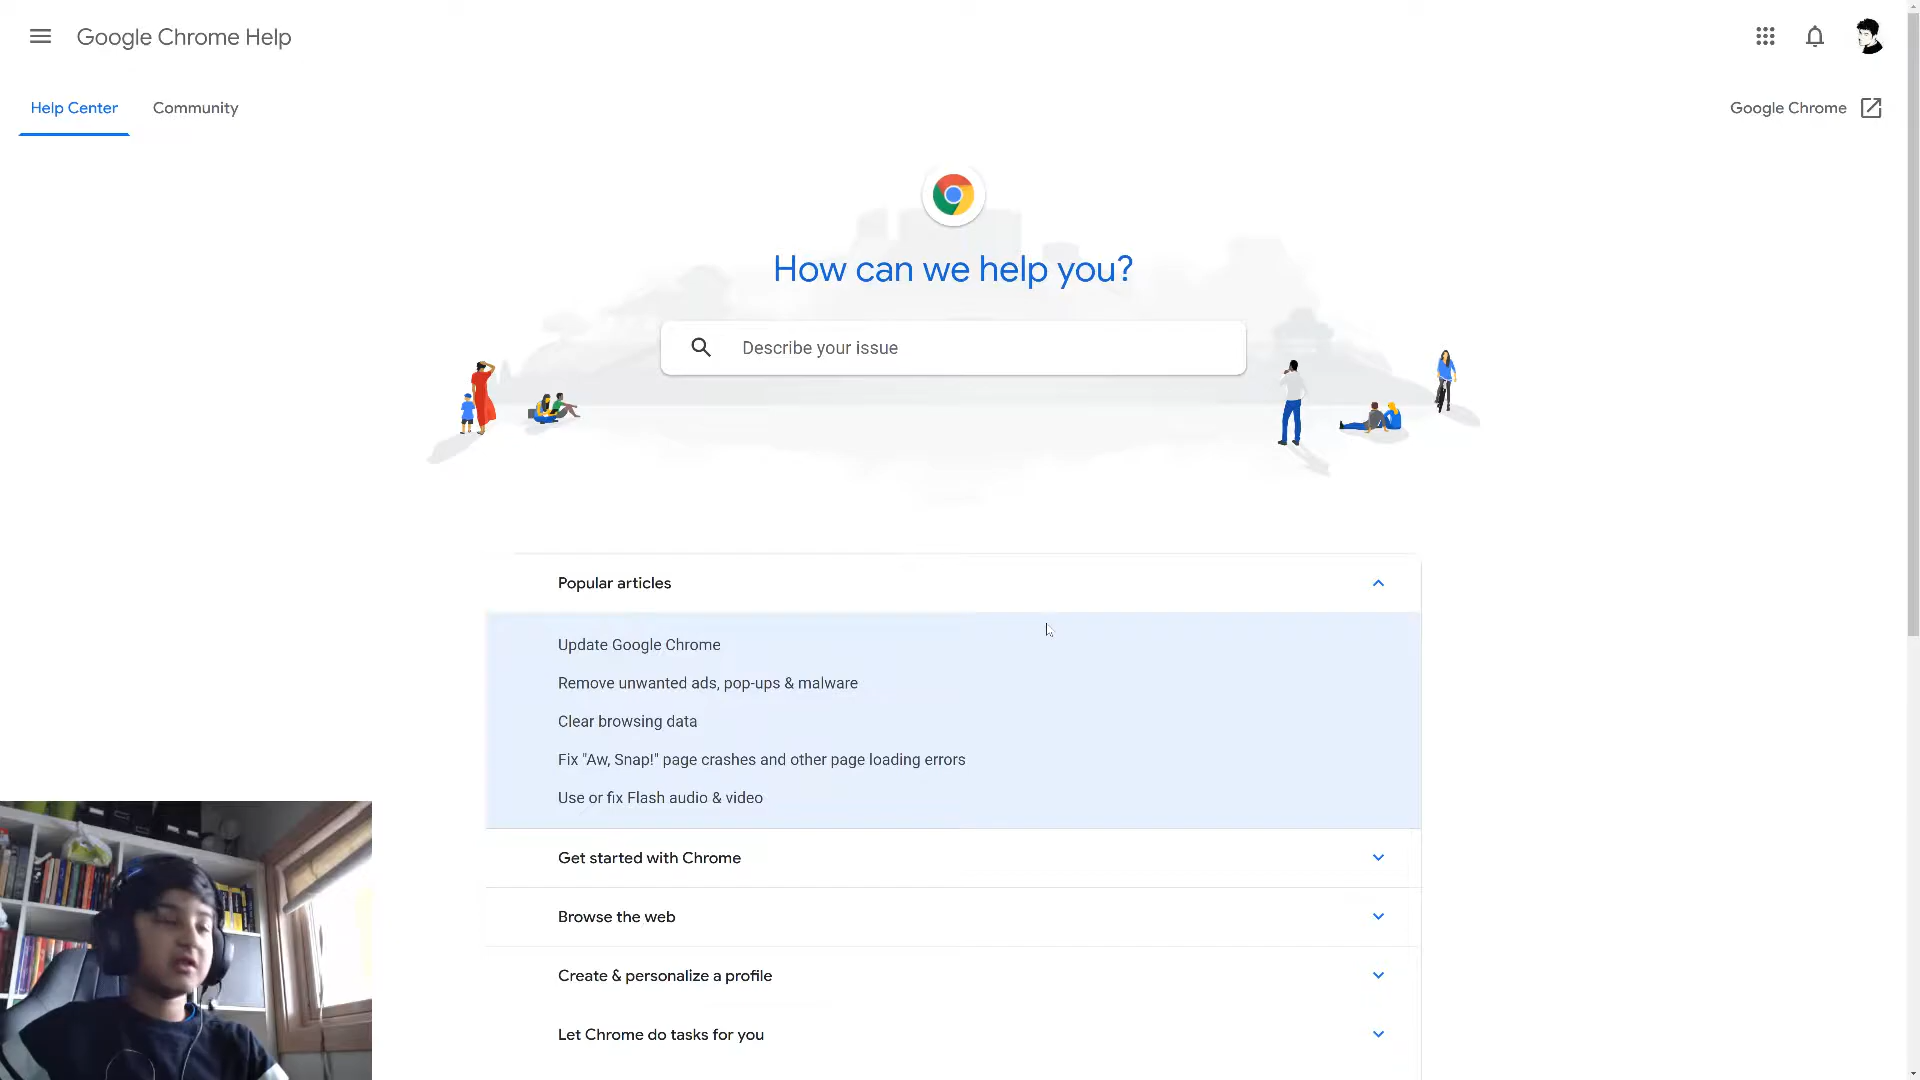 Google Chrome Help
Help Center
Community
Google Chrome
How can we help you?
Describe your issue
Popular articles
Update Google Chrome
Remove unwanted ads, pop-ups & malware
Clear browsing data
Fix "Aw, Snap!" page crashes and other page loading errors
Use or fix Flash audio & video
Get started with Chrome
Browse the web
Create & personalize a profile
Let Chrome do tasks for you